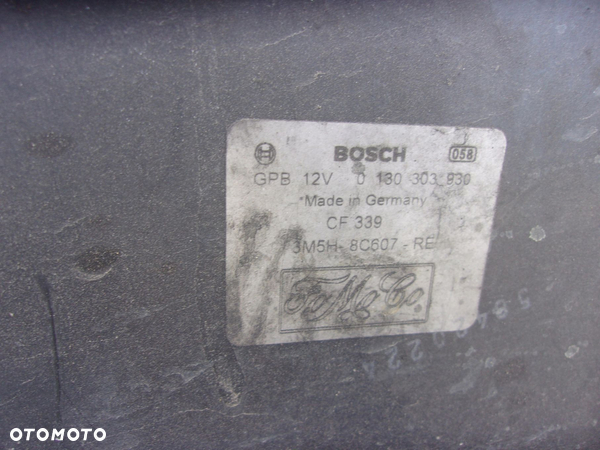 BOSCH 058
GPB 12V 0 130 303 930
Made in Germany
CF 339
3M5H-8C607-RE
FoMoCo
OTOMOTO